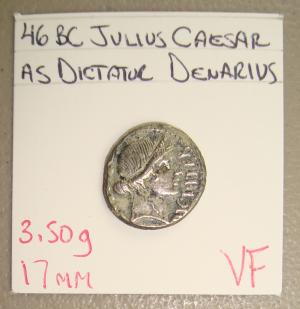 46 BC JULIUS CAESAR
AS DICTATUR DENARIUS
3.50g
17mm
VF